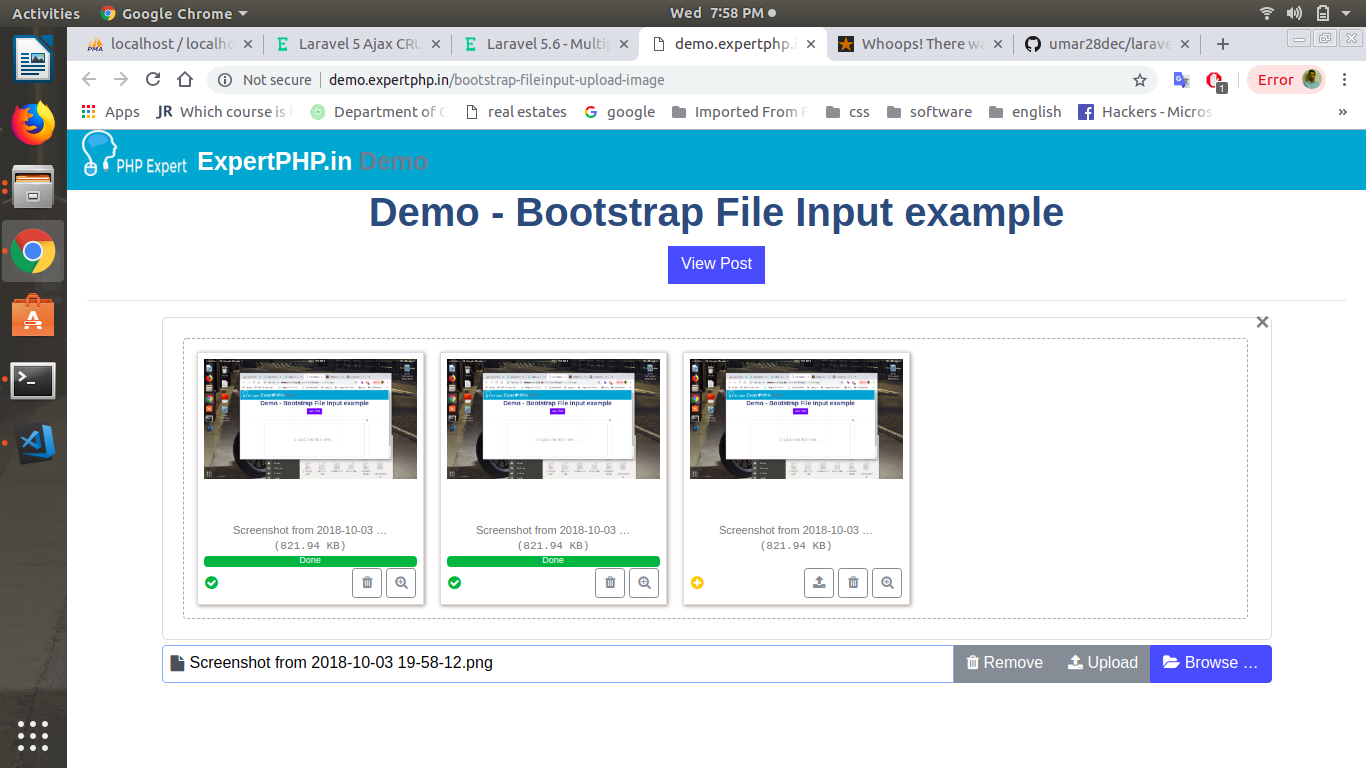 Activities Google Chrome Wed 7:58 PM
localhost / localho Laravel 5 Ajax CRU Laravel 5.6 - Multip demo.expertphp.i Whoops! There wa umar28dec/larave
Not secure demo.expertphp.in/bootstrap-fileinput-upload-image Error
1
Apps JR Which course is Department of C real estates google Imported From F css software english Hackers - Micros »
PHP Expert ExpertPHP.in Demo
Demo - Bootstrap File Input example
View Post
Screenshot from 2018-10-03 … Screenshot from 2018-10-03 … Screenshot from 2018-10-03 …
(821.94 KB) (821.94 KB) (821.94 KB)
Done Done
Screenshot from 2018-10-03 19-58-12.png Remove Upload Browse …